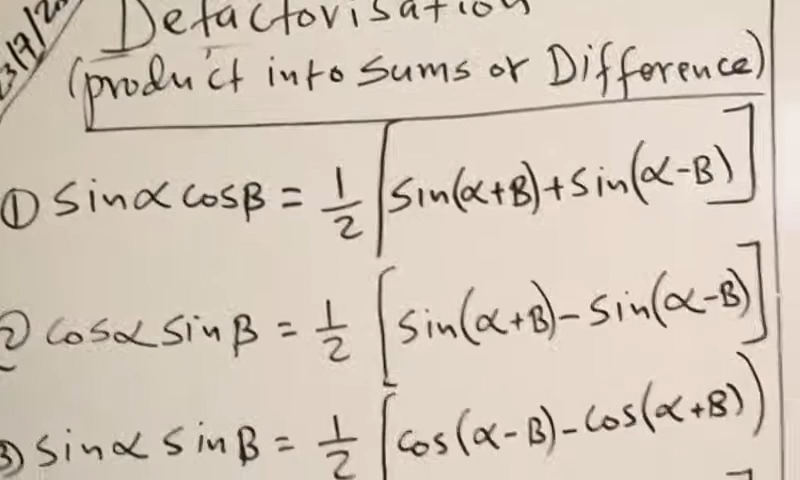 Defactorisation
(product into sums or Difference)
① sinα cosβ = 1/2 [sin(α+β)+sin(α-β)]
② cosα sinβ = 1/2 [sin(α+β)-sin(α-β)]
③ sinα sinβ = 1/2 [cos(α-β)-cos(α+β))